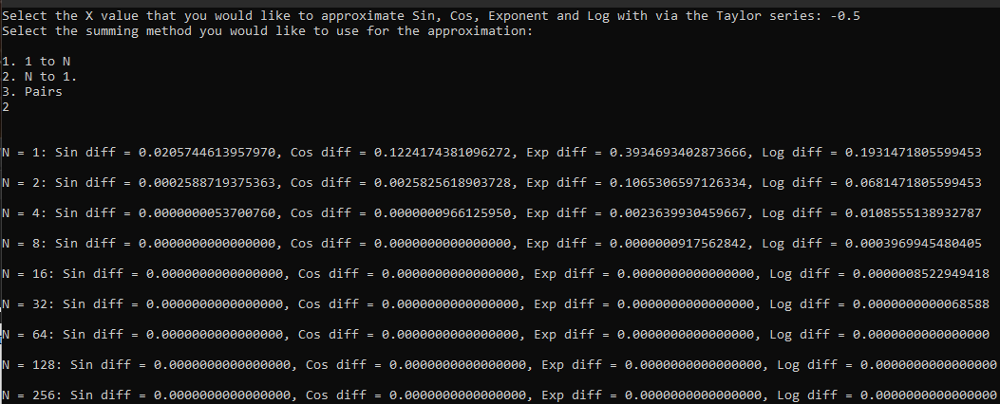 Select the X value that you would like to approximate Sin, Cos, Exponent and Log with via the Taylor series: -0.5
Select the summing method you would like to use for the approximation:
1. 1 to N
2. N to 1.
3. Pairs
2
N = 1: Sin diff = 0.0205744613957970, Cos diff = 0.1224174381096272, Exp diff = 0.3934693402873666, Log diff = 0.1931471805599453
N = 2: Sin diff = 0.0002588719375363, Cos diff = 0.0025825618903728, Exp diff = 0.1065306597126334, Log diff = 0.0681471805599453
N = 4: Sin diff = 0.0000000053700760, Cos diff = 0.0000000966125950, Exp diff = 0.0023639930459667, Log diff = 0.0108555138932787
N = 8: Sin diff = 0.0000000000000000, Cos diff = 0.0000000000000000, Exp diff = 0.0000000917562842, Log diff = 0.0003969945480405
N = 16: Sin diff = 0.0000000000000000, Cos diff = 0.0000000000000000, Exp diff = 0.0000000000000000, Log diff = 0.0000008522949418
N = 32: Sin diff = 0.0000000000000000, Cos diff = 0.0000000000000000, Exp diff = 0.0000000000000000, Log diff = 0.0000000000068588
N = 64: Sin diff = 0.0000000000000000, Cos diff = 0.0000000000000000, Exp diff = 0.0000000000000000, Log diff = 0.0000000000000000
N = 128: Sin diff = 0.0000000000000000, Cos diff = 0.0000000000000000, Exp diff = 0.0000000000000000, Log diff = 0.0000000000000000
N = 256: Sin diff = 0.0000000000000000, Cos diff = 0.0000000000000000, Exp diff = 0.0000000000000000, Log diff = 0.0000000000000000